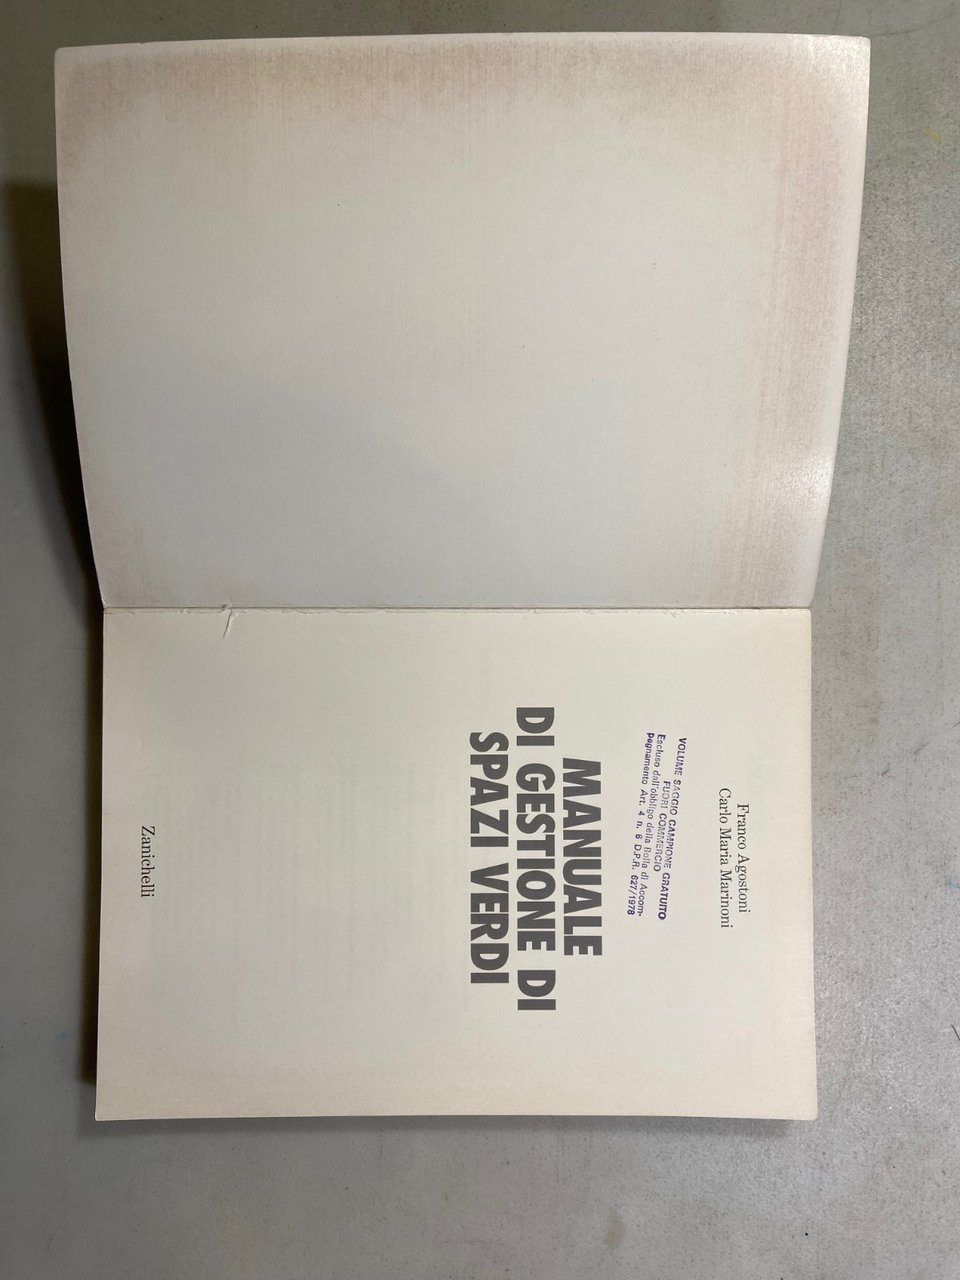 Franco Agostoni
Carlo Maria Marinoni
VOLUME SAGGIO CAMPIONE GRATUITO
FUORI COMMERCIO
Escluso dall'obbligo della Bolla di Accom-
pagnamento Art. 4 n. 6 D.P.R. 627/1978
MANUALE
DI GESTIONE DI
SPAZI VERDI
Zanichelli